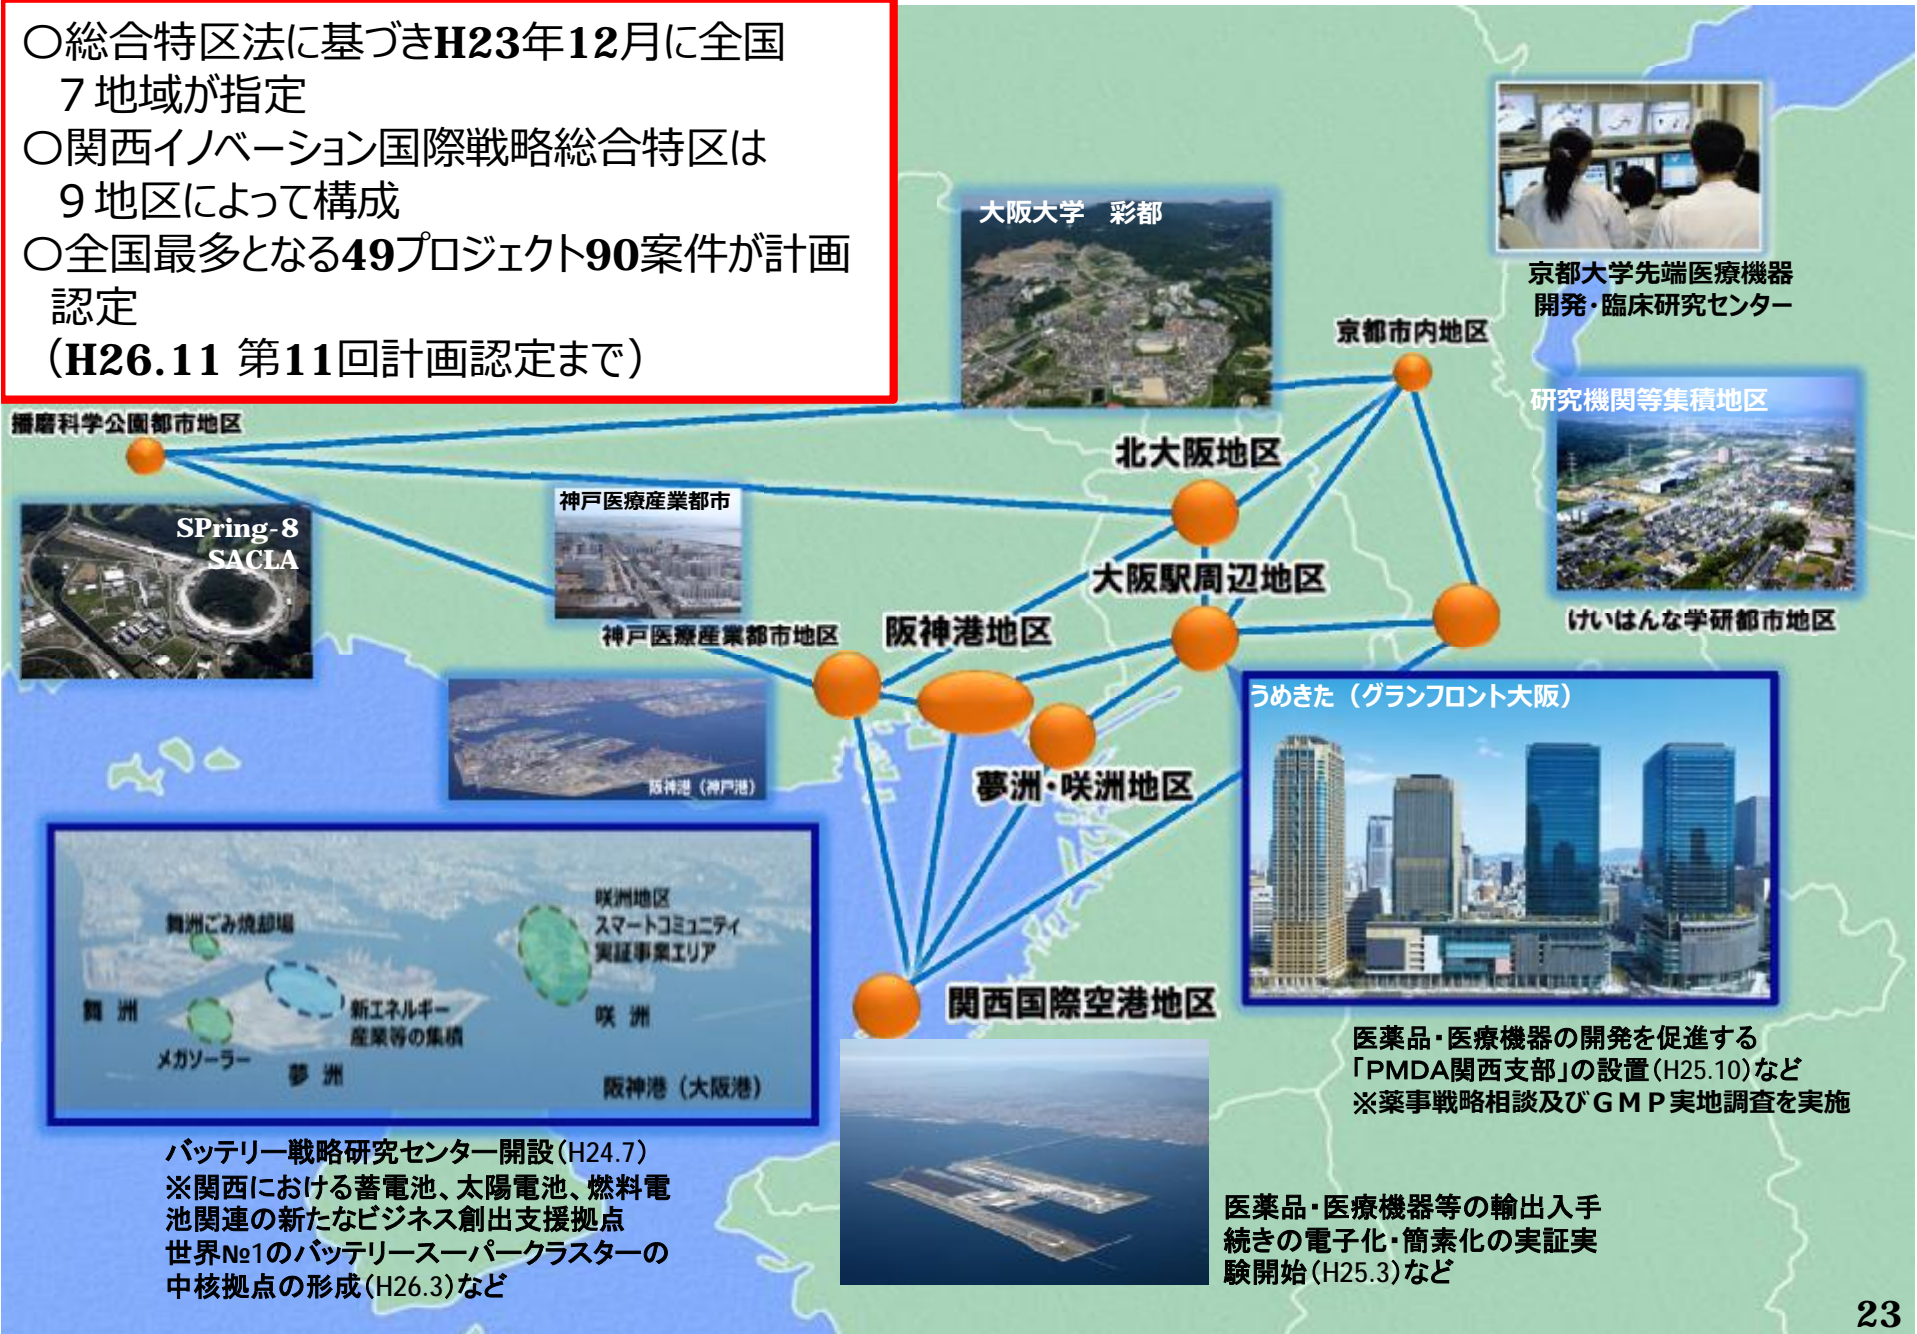 〇総合特区法に基づきH23年12月に全国
７地域が指定
〇関西イノベーション国際戦略総合特区は
９地区によって構成
〇全国最多となる49プロジェクト90案件が計画
認定
（H26.11 第11回計画認定まで）
大阪大学　彩都
京都大学先端医療機器
開発・臨床研究センター
京都市内地区
研究機関等集積地区
けいはんな学研都市地区
播磨科学公園都市地区
SPring-8
SACLA
北大阪地区
神戸医療産業都市
神戸医療産業都市地区
大阪駅周辺地区
阪神港地区
阪神港（神戸港）
夢洲・咲洲地区
うめきた（グランフロント大阪）
舞洲ごみ焼却場
咲洲地区
スマートコミュニティ
実証事業エリア
舞 洲
新エネルギー
産業等の集積
咲 洲
メガソーラー
夢 洲
阪神港（大阪港）
関西国際空港地区
医薬品・医療機器の開発を促進する
「PMDA関西支部」の設置（H25.10）など
※薬事戦略相談及びＧＭＰ実地調査を実施
バッテリー戦略研究センター開設（H24.7）
※関西における蓄電池、太陽電池、燃料電
池関連の新たなビジネス創出支援拠点
世界№1のバッテリースーパークラスターの
中核拠点の形成（H26.3）など
医薬品・医療機器等の輸出入手
続きの電子化・簡素化の実証実
験開始（H25.3）など
23